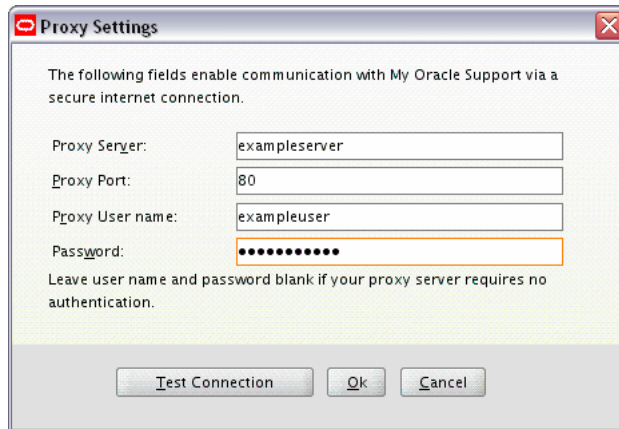 Proxy Settings
The following fields enable communication with My Oracle Support via a
secure internet connection.
Proxy Server: exampleserver
Proxy Port: 80
Proxy User name: exampleuser
Password: •••••••••••
Leave user name and password blank if your proxy server requires no
authentication.
Test Connection Ok Cancel